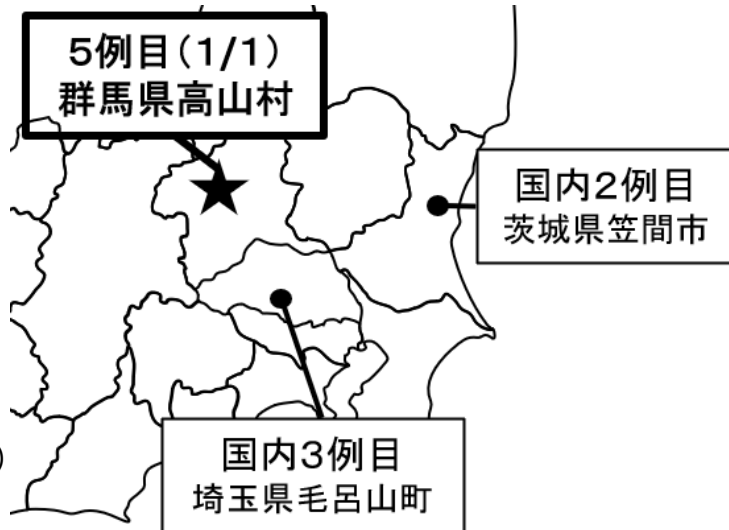 5例目(1/1)
群馬県高山村
国内2例目
茨城県笠間市
国内3例目
埼玉県毛呂山町
)